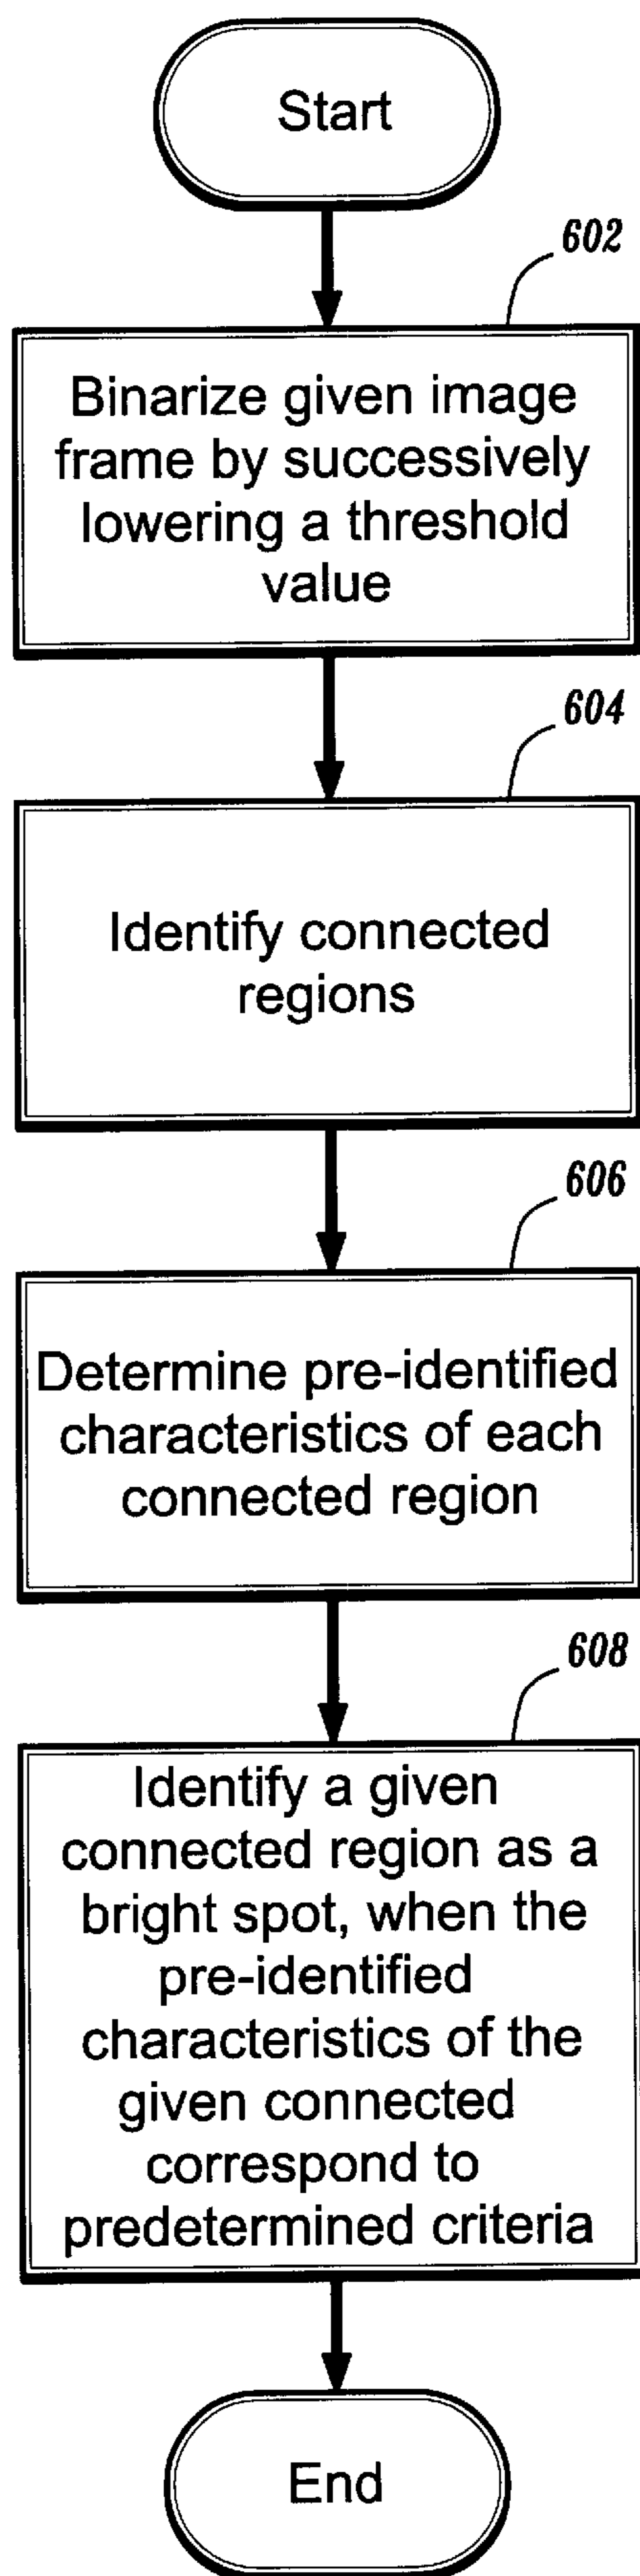 Start
602
Binarize given image
frame by successively
lowering a threshold
value
604
Identify connected
regions
606
Determine pre-identified
characteristics of each
connected region
608
Identify a given
connected region as a
bright spot, when the
pre-identified
characteristics of the
given connected
correspond to
predetermined criteria
End